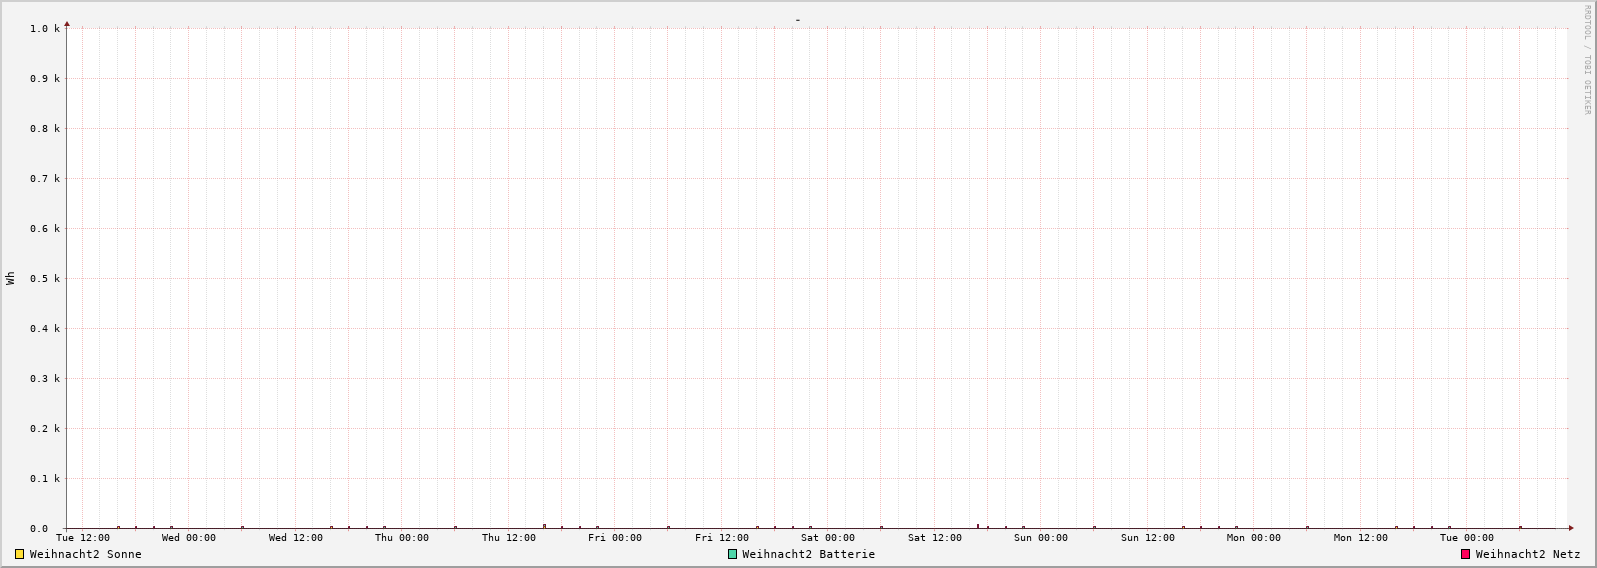 -
RRDTOOL / TOBI OETIKER
Wh
1.0 k
0.9 k
0.8 k
0.7 k
0.6 k
0.5 k
0.4 k
0.3 k
0.2 k
0.1 k
0.0
Tue 12:00 Wed 00:00 Wed 12:00 Thu 00:00 Thu 12:00 Fri 00:00 Fri 12:00 Sat 00:00 Sat 12:00 Sun 00:00 Sun 12:00 Mon 00:00 Mon 12:00 Tue 00:00
Weihnacht2 Sonne Weihnacht2 Batterie Weihnacht2 Netz